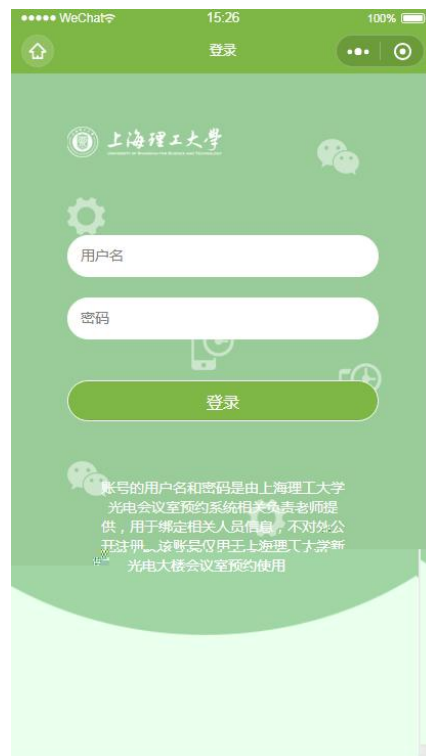 WeChat
15:26
100%
登录
上海理工大学
用户名
密码
登录
账号的用户名和密码是由上海理工大学
光电会议室预约系统相关负责老师提
供，用于绑定相关人员信息，不对外公
开注册。该账号仅用于上海理工大学新
光电大楼会议室预约使用